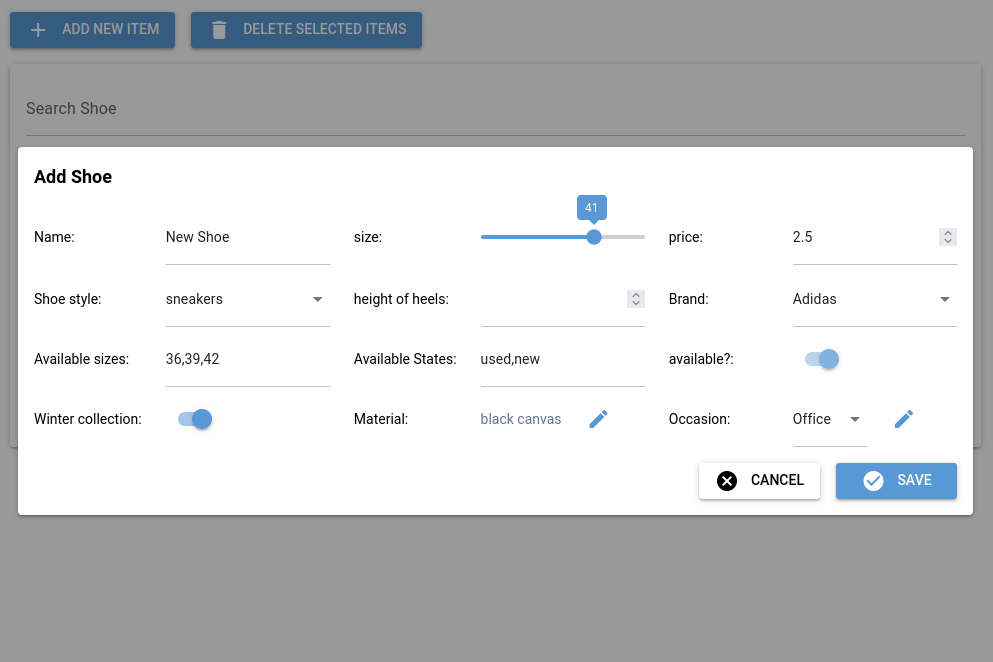 ADD NEW ITEM DELETE SELECTED ITEMS
Search Shoe
Add Shoe
41
Name: New Shoe size: price: 2.5
Shoe style: sneakers height of heels: Brand: Adidas
Available sizes: 36,39,42 Available States: used,new available?:
Winter collection: Material: black canvas Occasion: Office
CANCEL SAVE